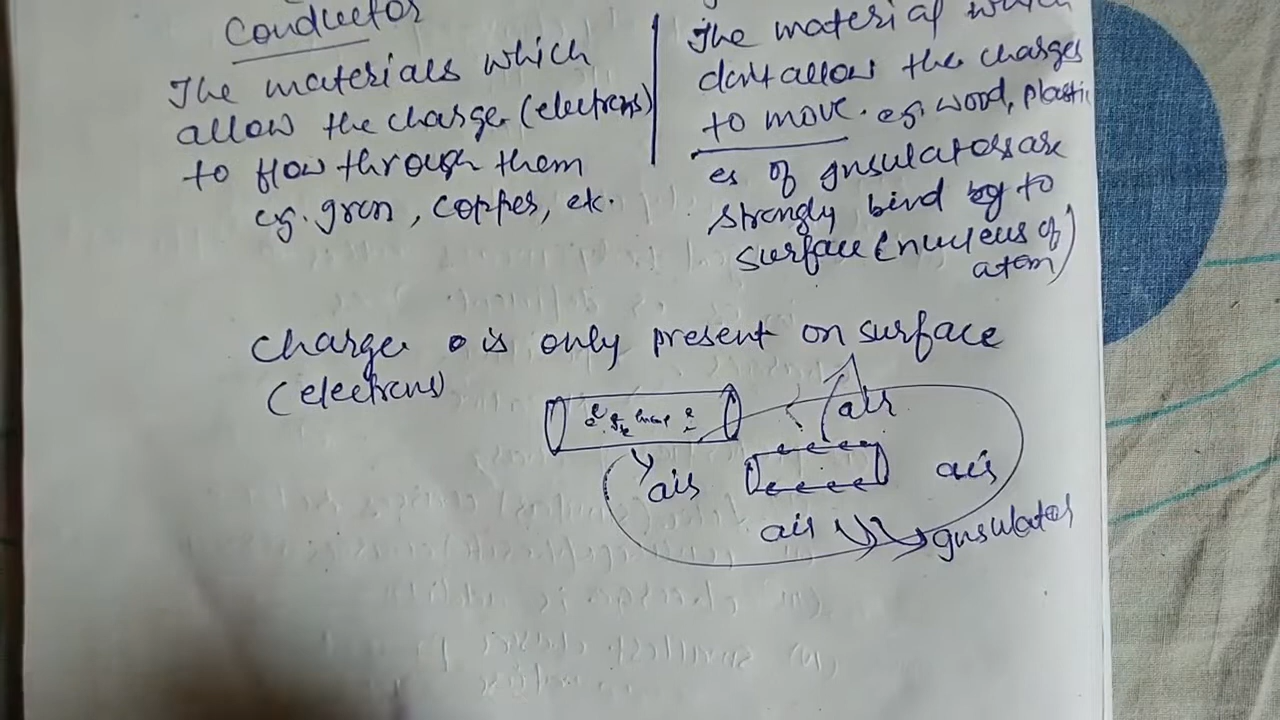 Conductor
The materials which
allow the charge (electrons)
to flow through them
eg. Iron, copper, etc.
The material which
don't allow the charges
to move. eg. wood, plastic
es of Insulators are
strongly bind by to
surface (nucleus of
atom)
Charge is only present on surface
(electrons)
air
air
air
air
Insulator